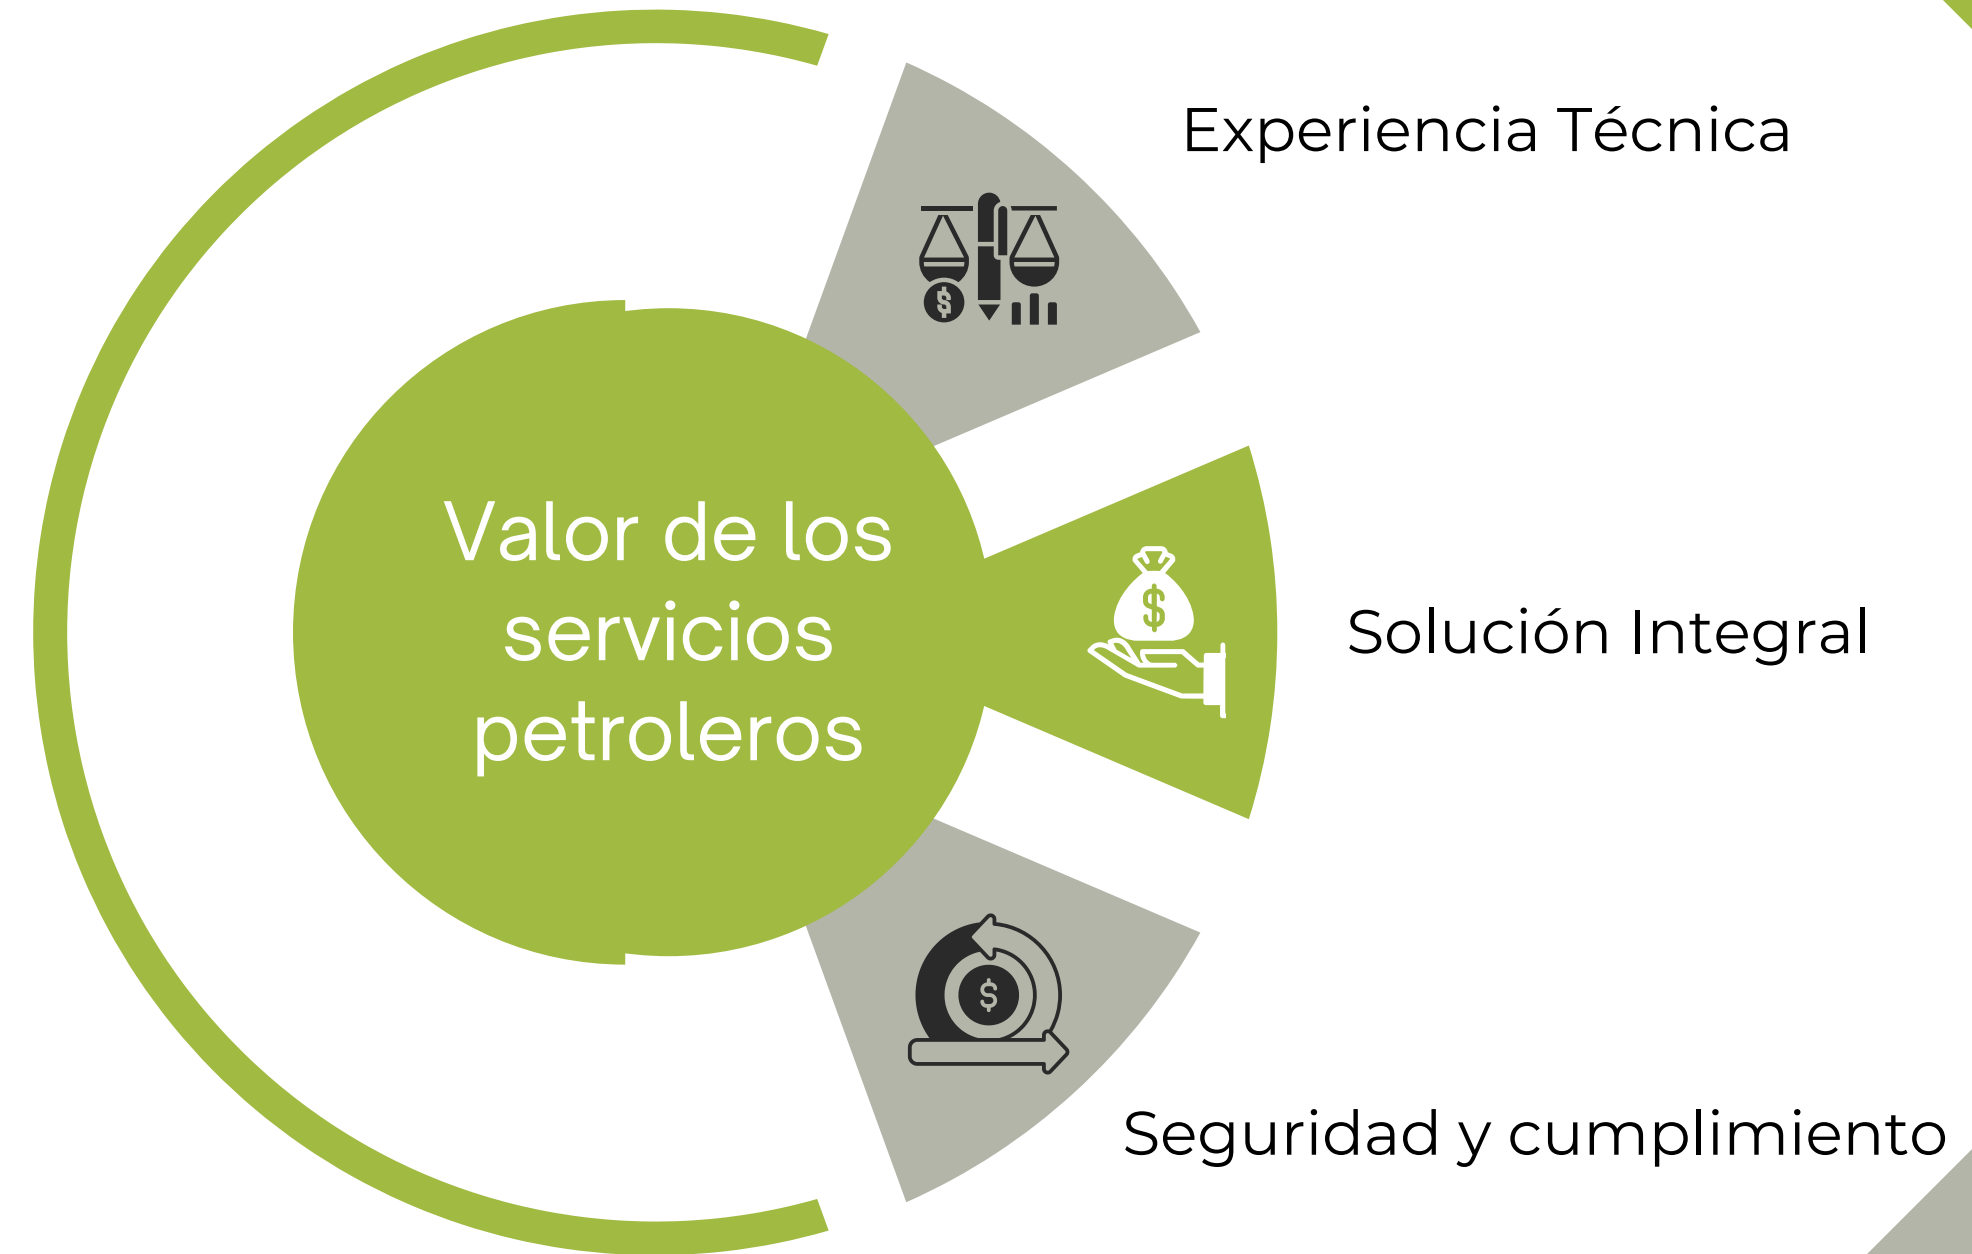 Experiencia Técnica
Valor de los
servicios
petroleros
$
$
Solución Integral
$
Seguridad y cumplimiento